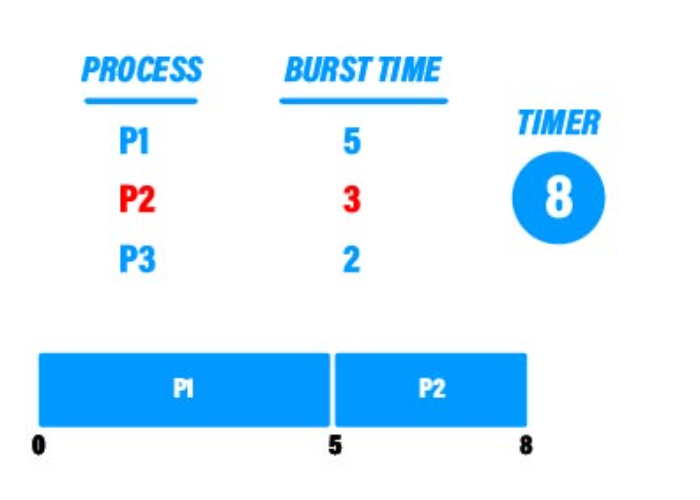 PROCESS BURST TIME
TIMER
P1 5
P2 3
8
P3 2
P1 P2
0 5 8